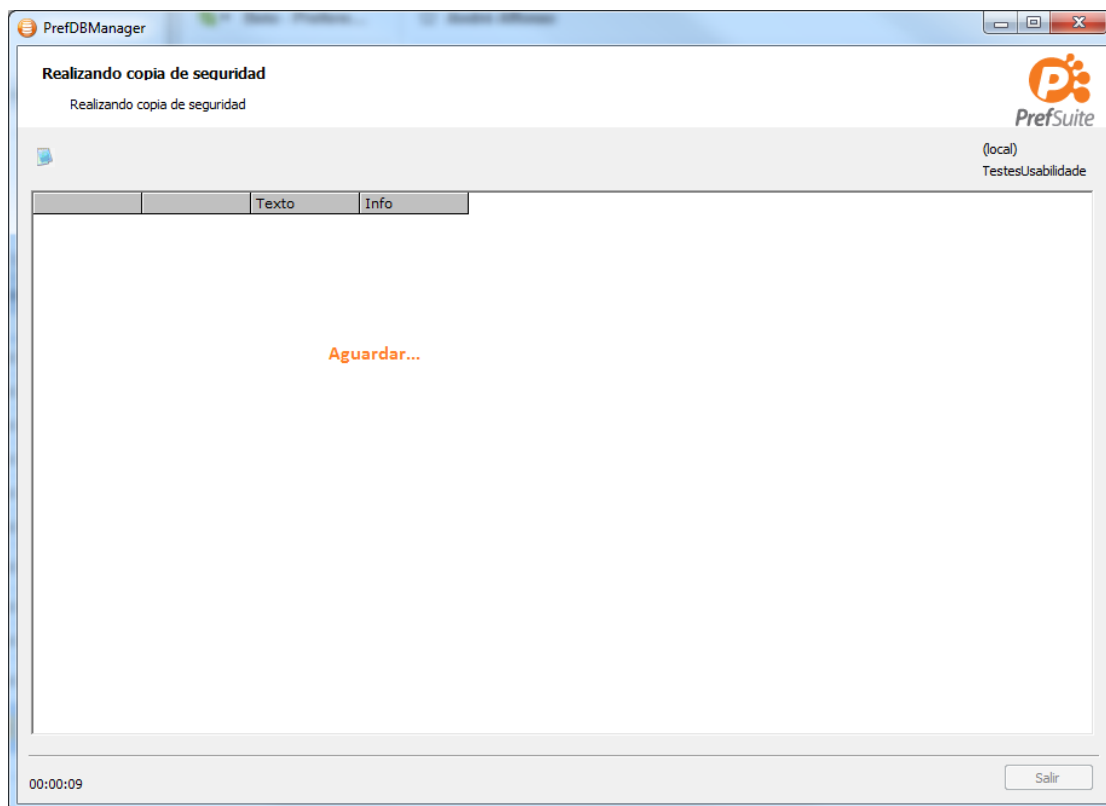 PrefDBManager
Realizando copia de seguridad
Realizando copia de seguridad
PrefSuite
(local)
TestesUsabilidade
Texto Info
Aguardar...
00:00:09
Salir